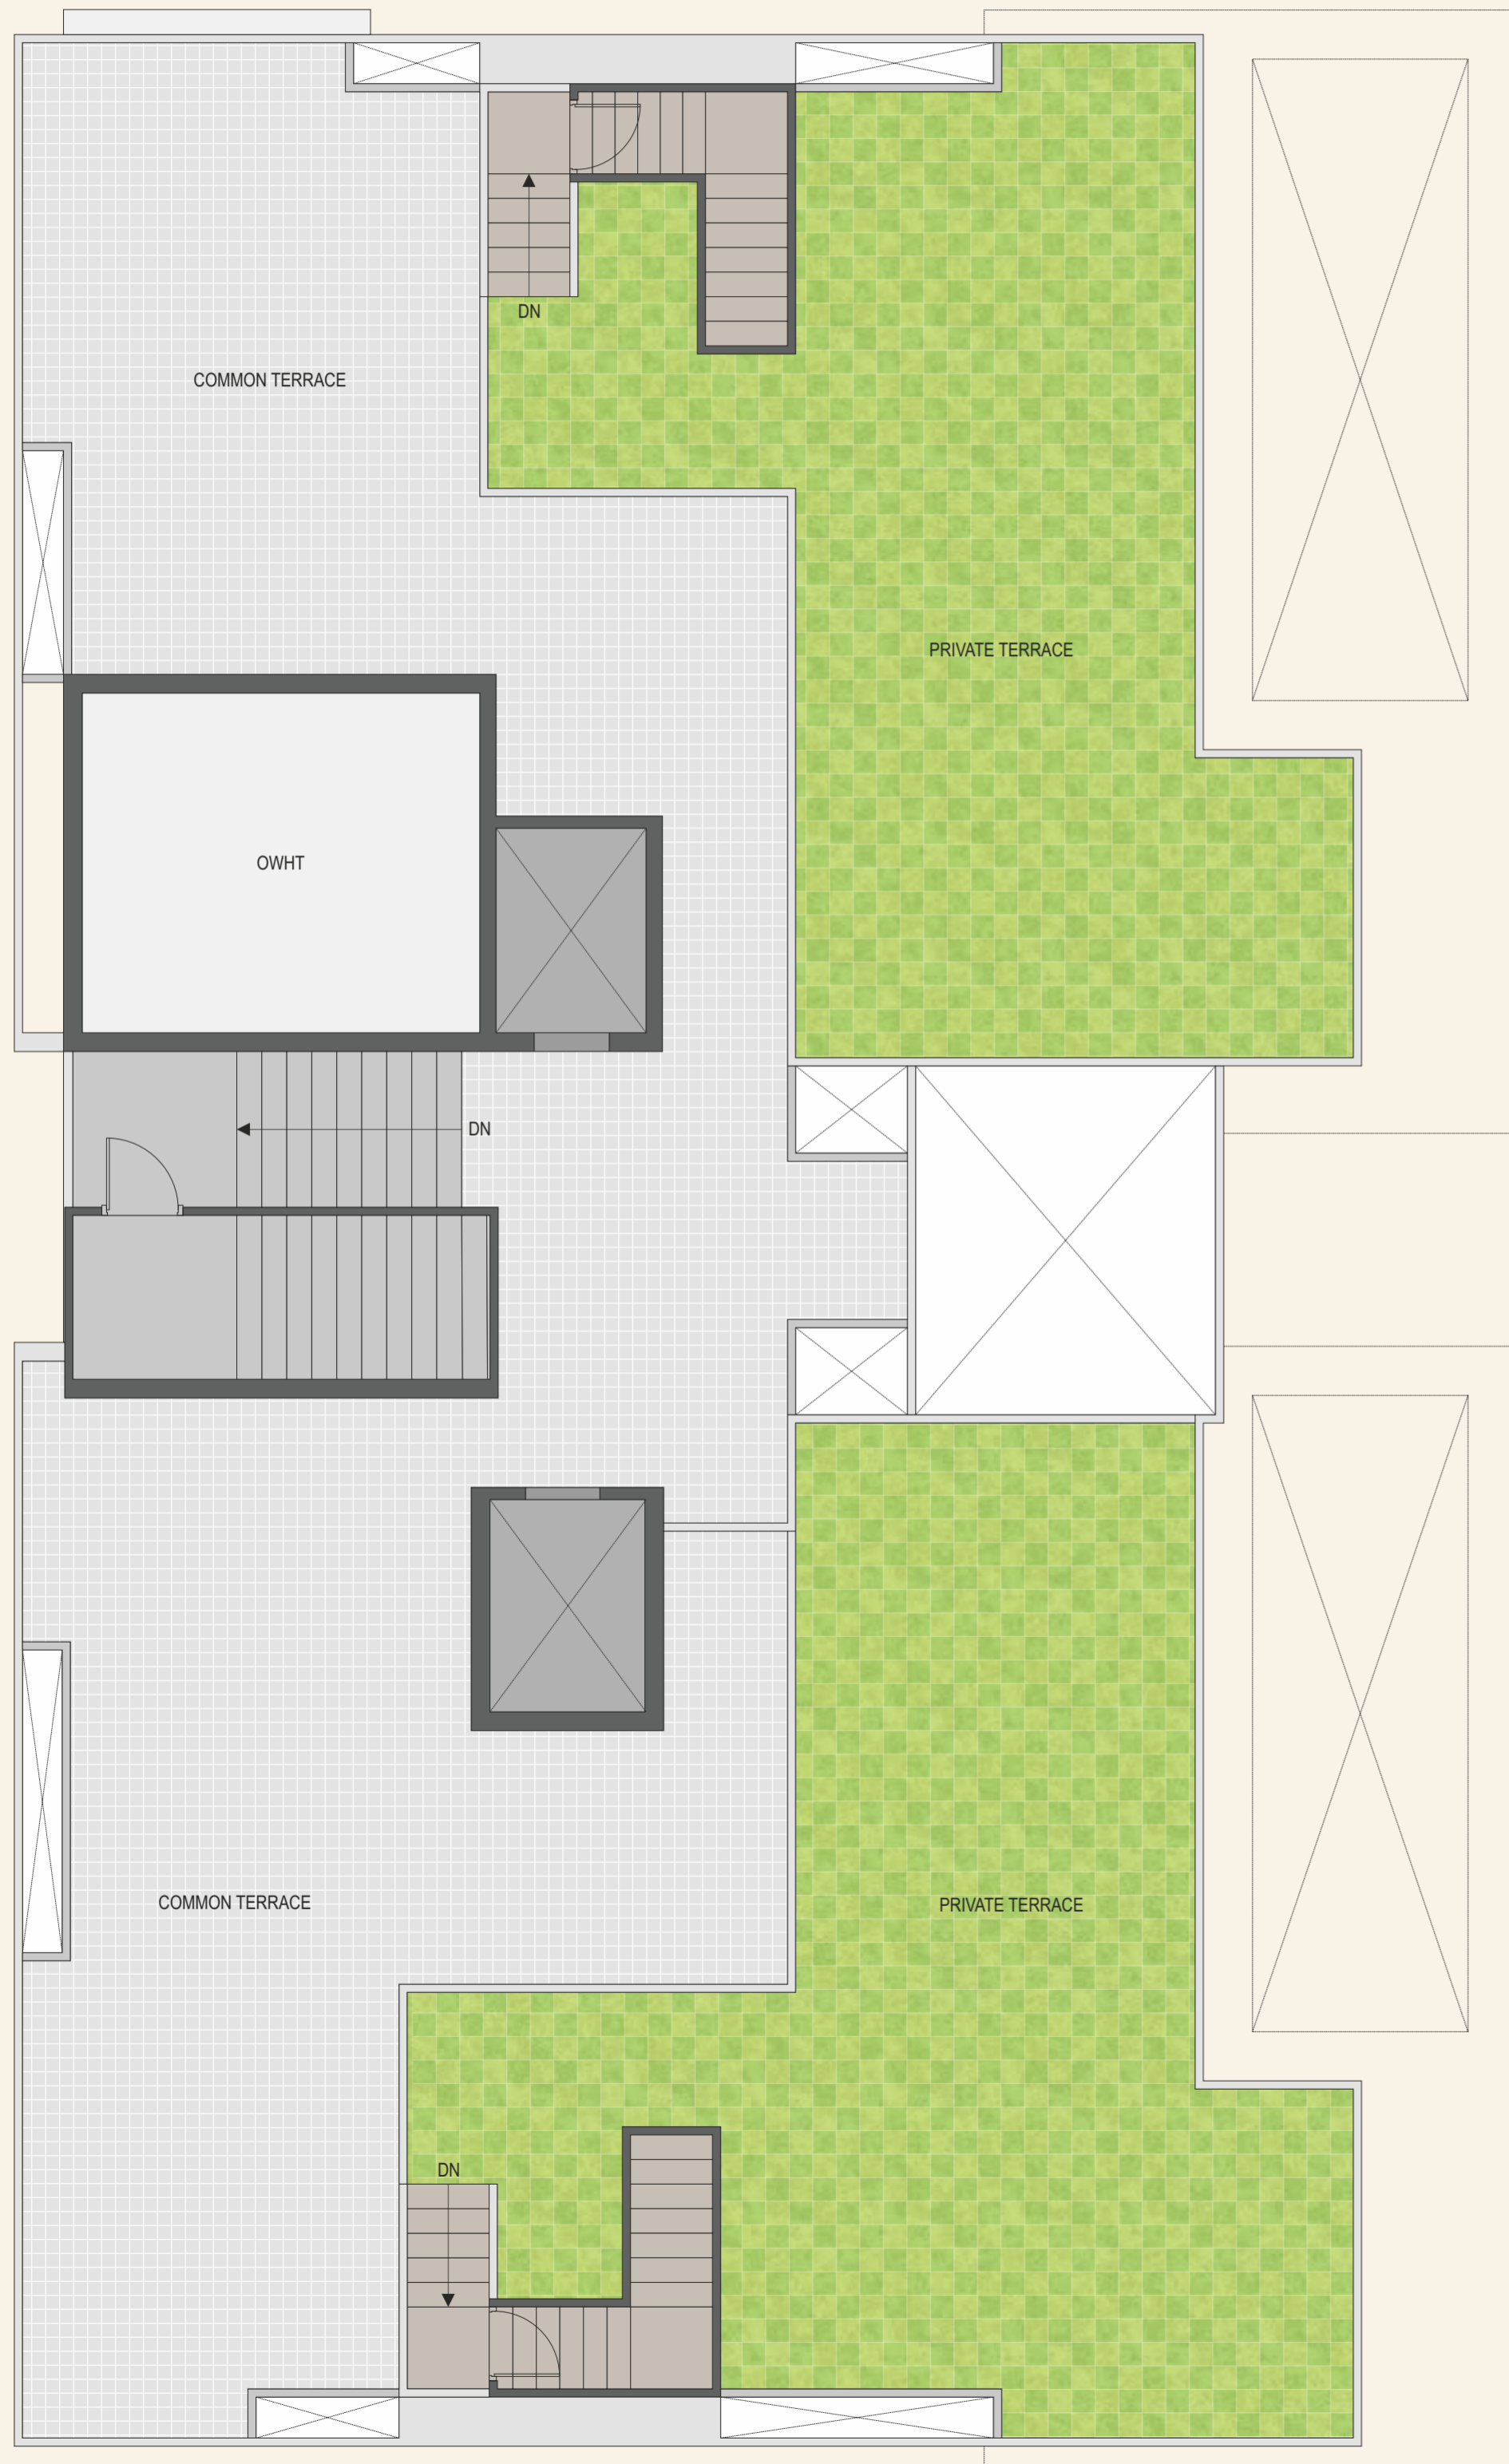 DN
COMMON TERRACE
PRIVATE TERRACE
OWHT
DN
COMMON TERRACE
PRIVATE TERRACE
DN